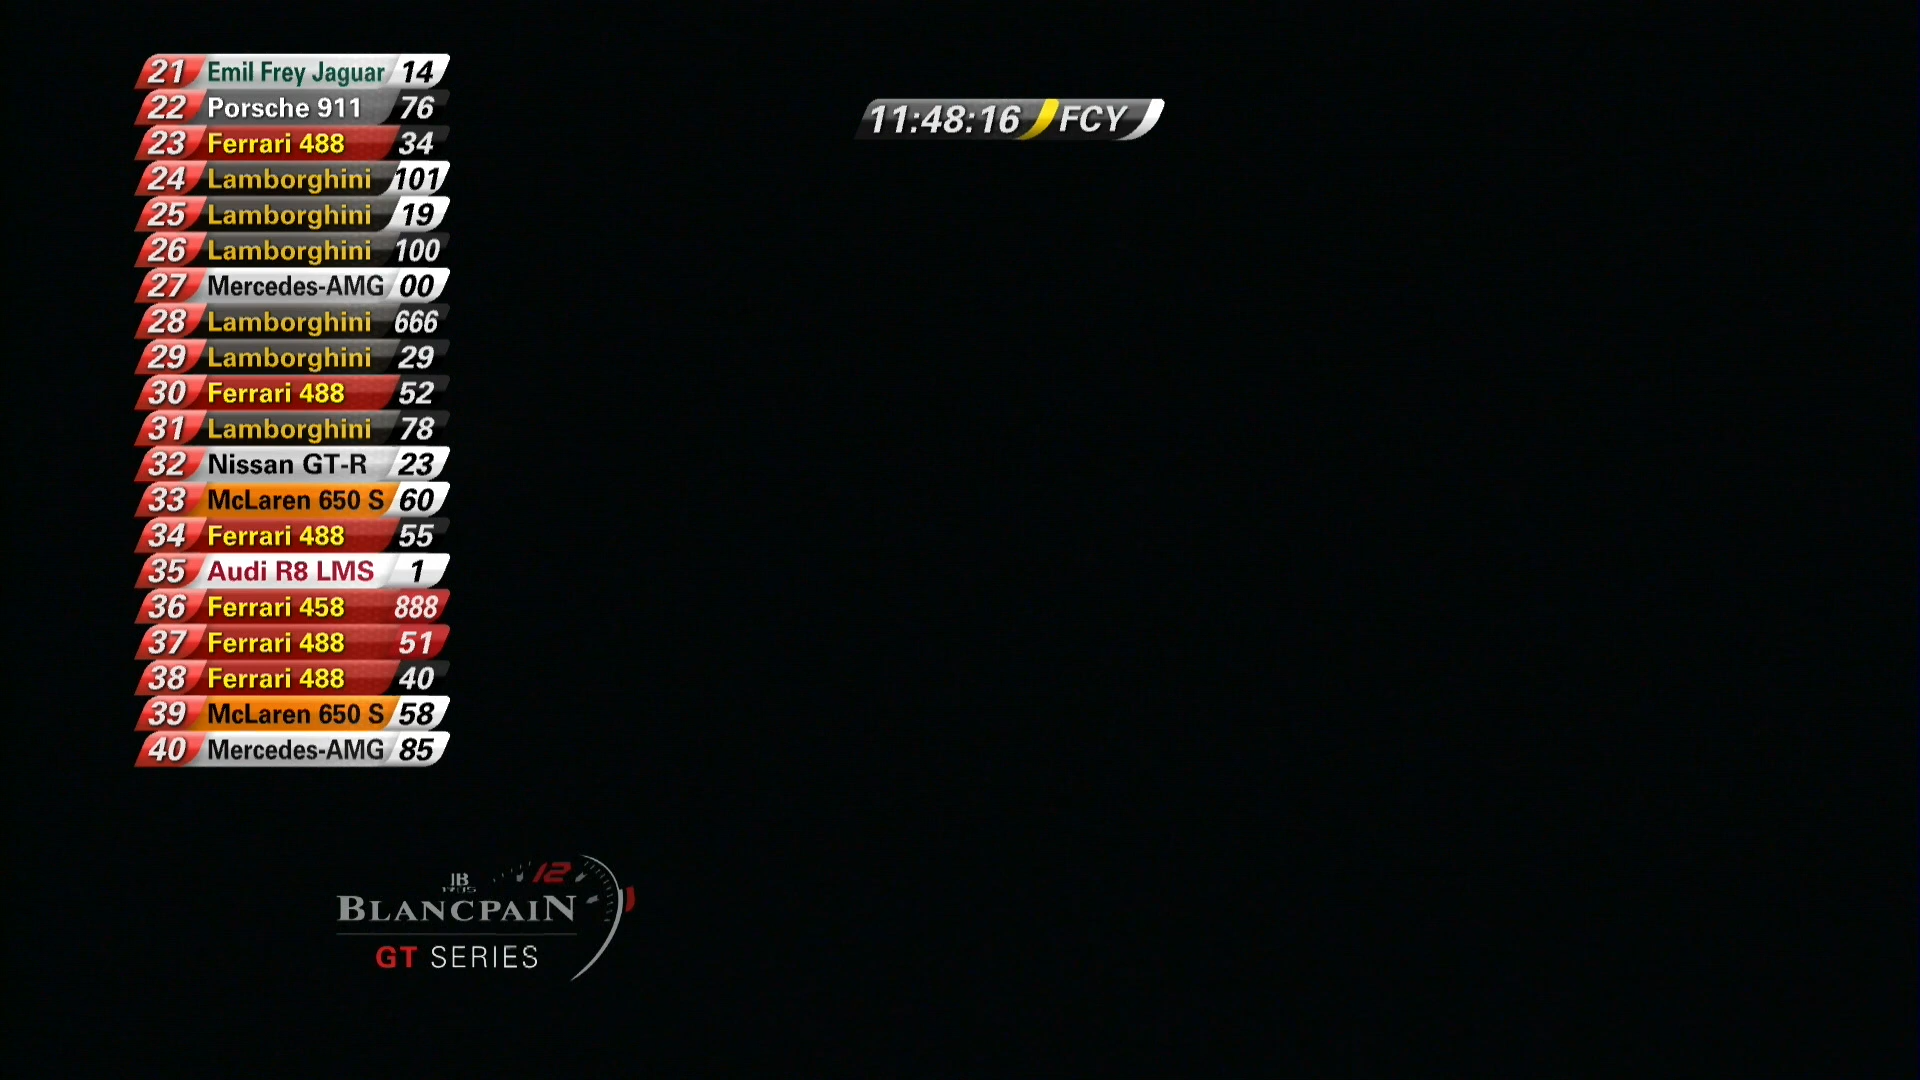 21 Emil Frey Jaguar 14
22 Porsche 911 76
23 Ferrari 488 34
24 Lamborghini 101
25 Lamborghini 19
26 Lamborghini 100
27 Mercedes-AMG 00
28 Lamborghini 666
29 Lamborghini 29
30 Ferrari 488 52
31 Lamborghini 78
32 Nissan GT-R 23
33 McLaren 650 S 60
34 Ferrari 488 55
35 Audi R8 LMS 1
36 Ferrari 458 888
37 Ferrari 488 51
38 Ferrari 488 40
39 McLaren 650 S 58
40 Mercedes-AMG 85
11:48:16 FCY
JB
1735
12
BLANCPAIN
GT SERIES